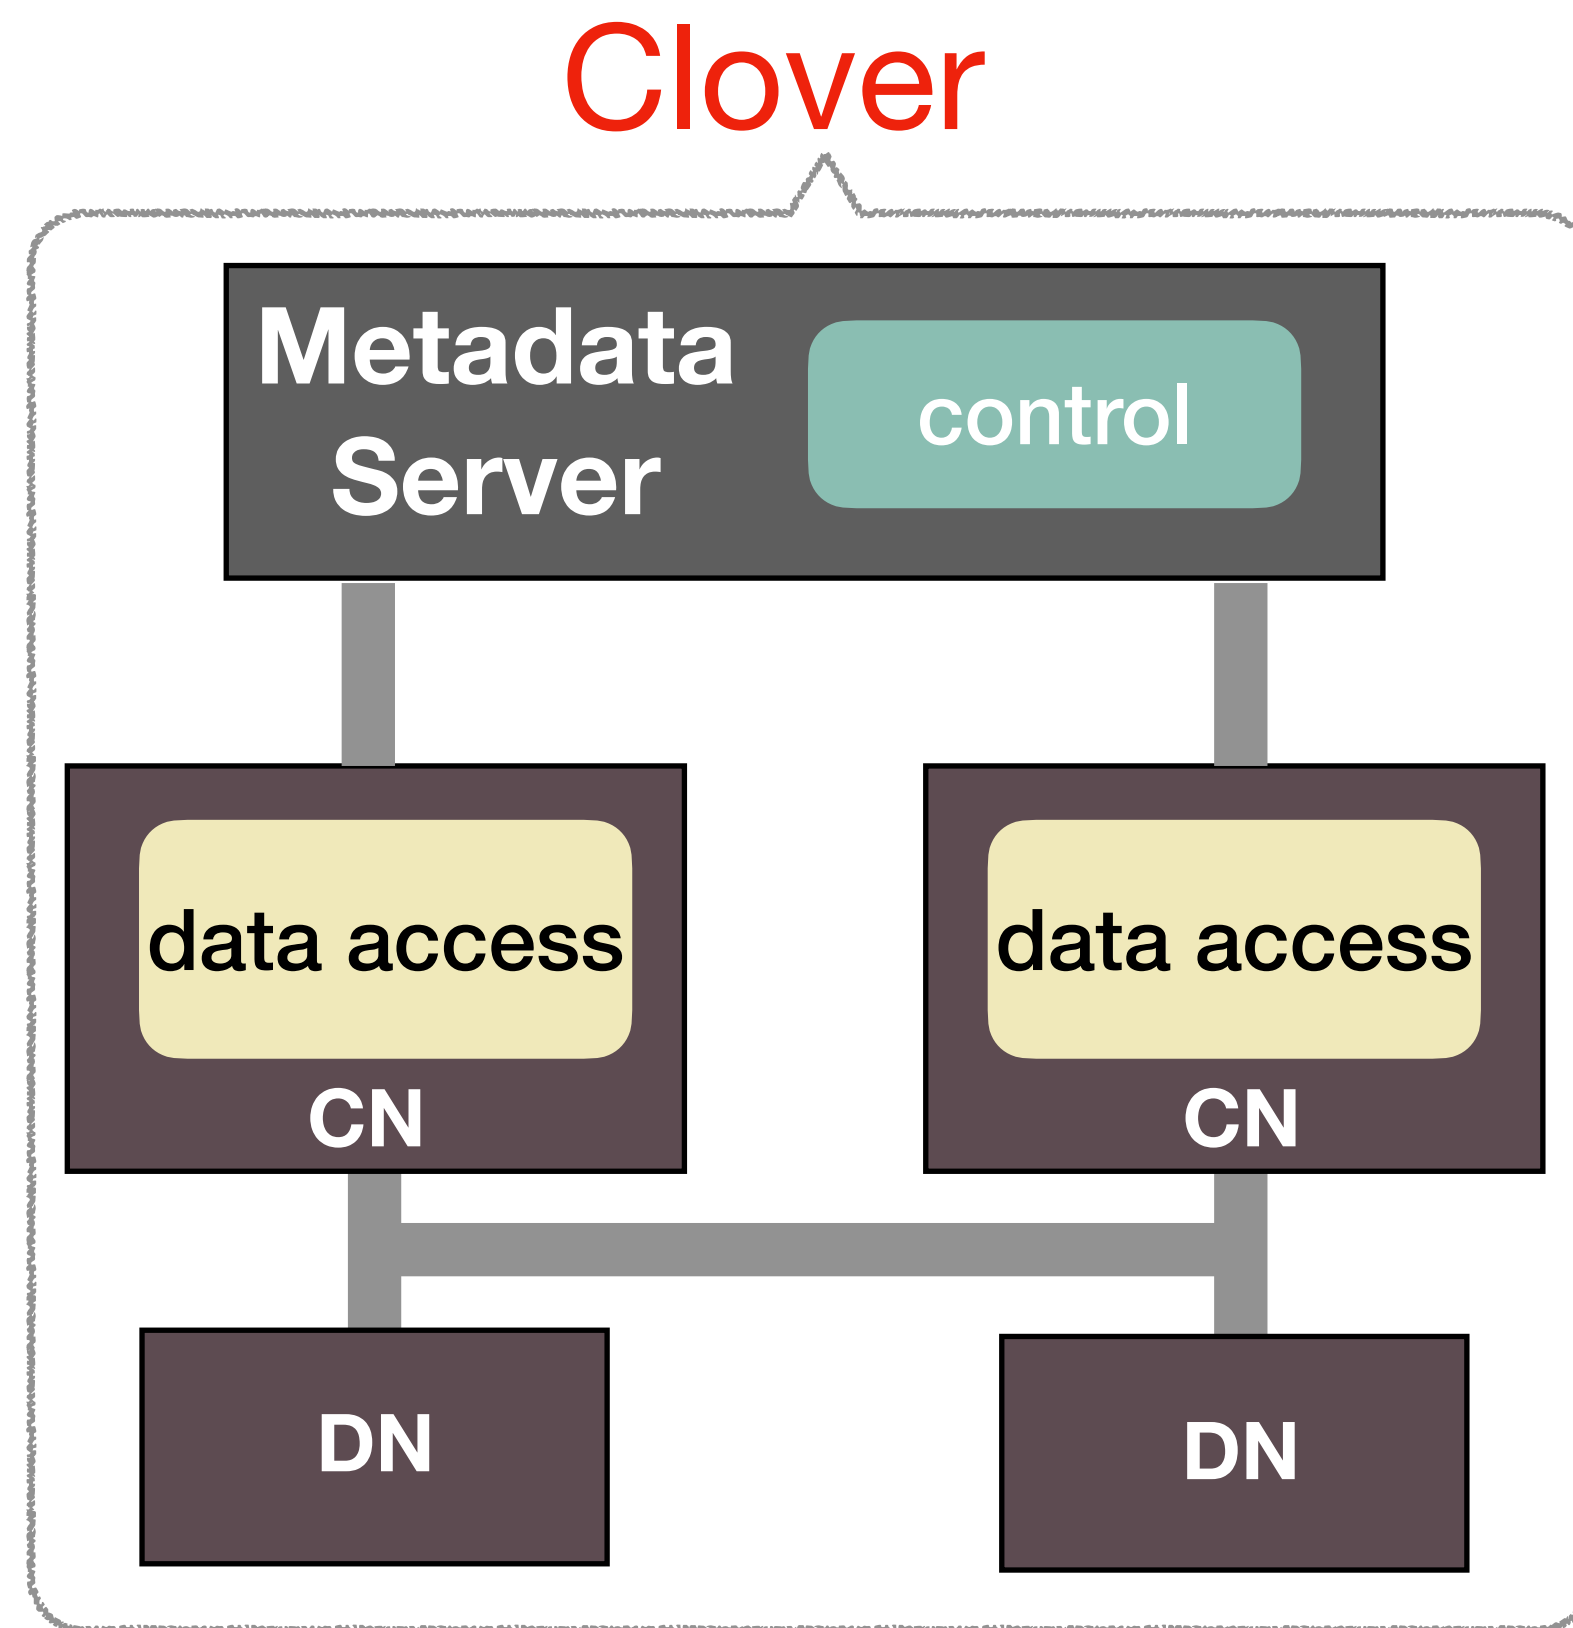 Clover
Metadata
Server
control
data access
data access
CN
CN
DN
DN